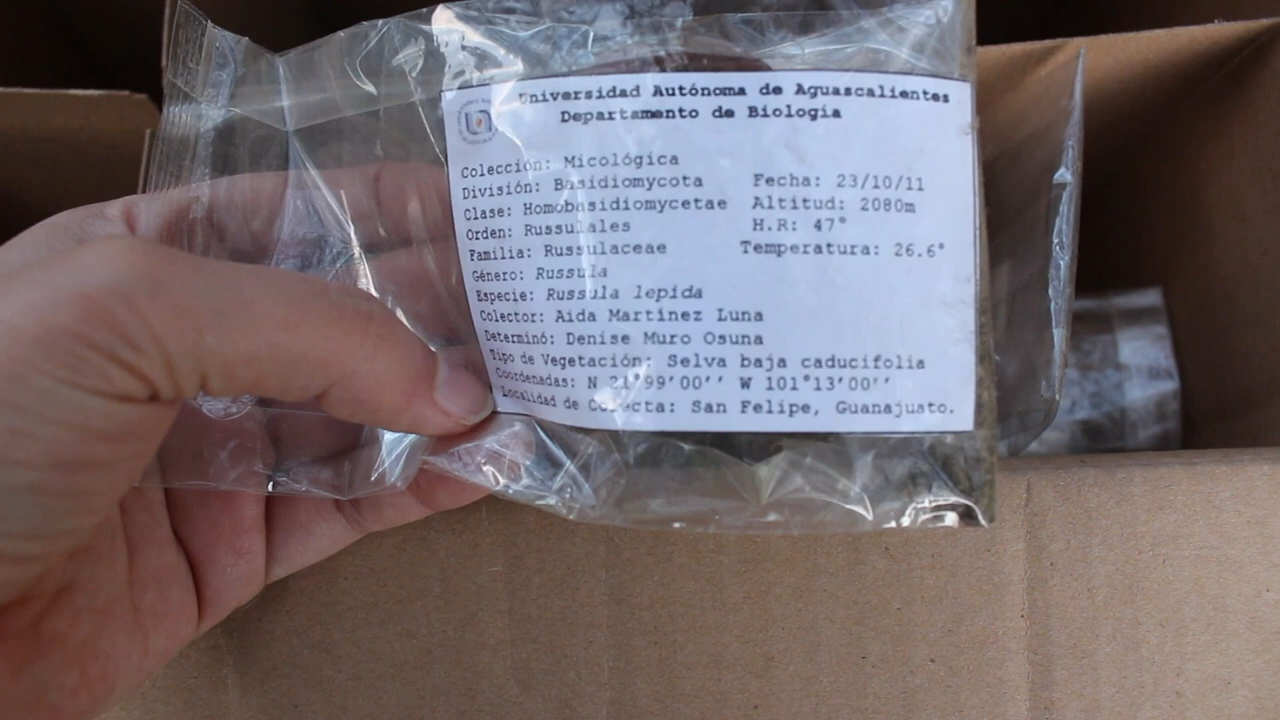 Universidad Autónoma de Aguascalientes
Departamento de Biología
Colección: Micológica
División: Basidiomycota Fecha: 23/10/11
Clase: Homobasidiomycetae Altitud: 2080m
Orden: Russulales H.R: 47°
Familia: Russulaceae Temperatura: 26.6°
Género: Russula
Especie: Russula lepida
Colector: Aida Martínez Luna
Determinó: Denise Muro Osuna
Tipo de Vegetación: Selva baja caducifolia
Coordenadas: N 21°99'00'' W 101°13'00''
Localidad de Colecta: San Felipe, Guanajuato.